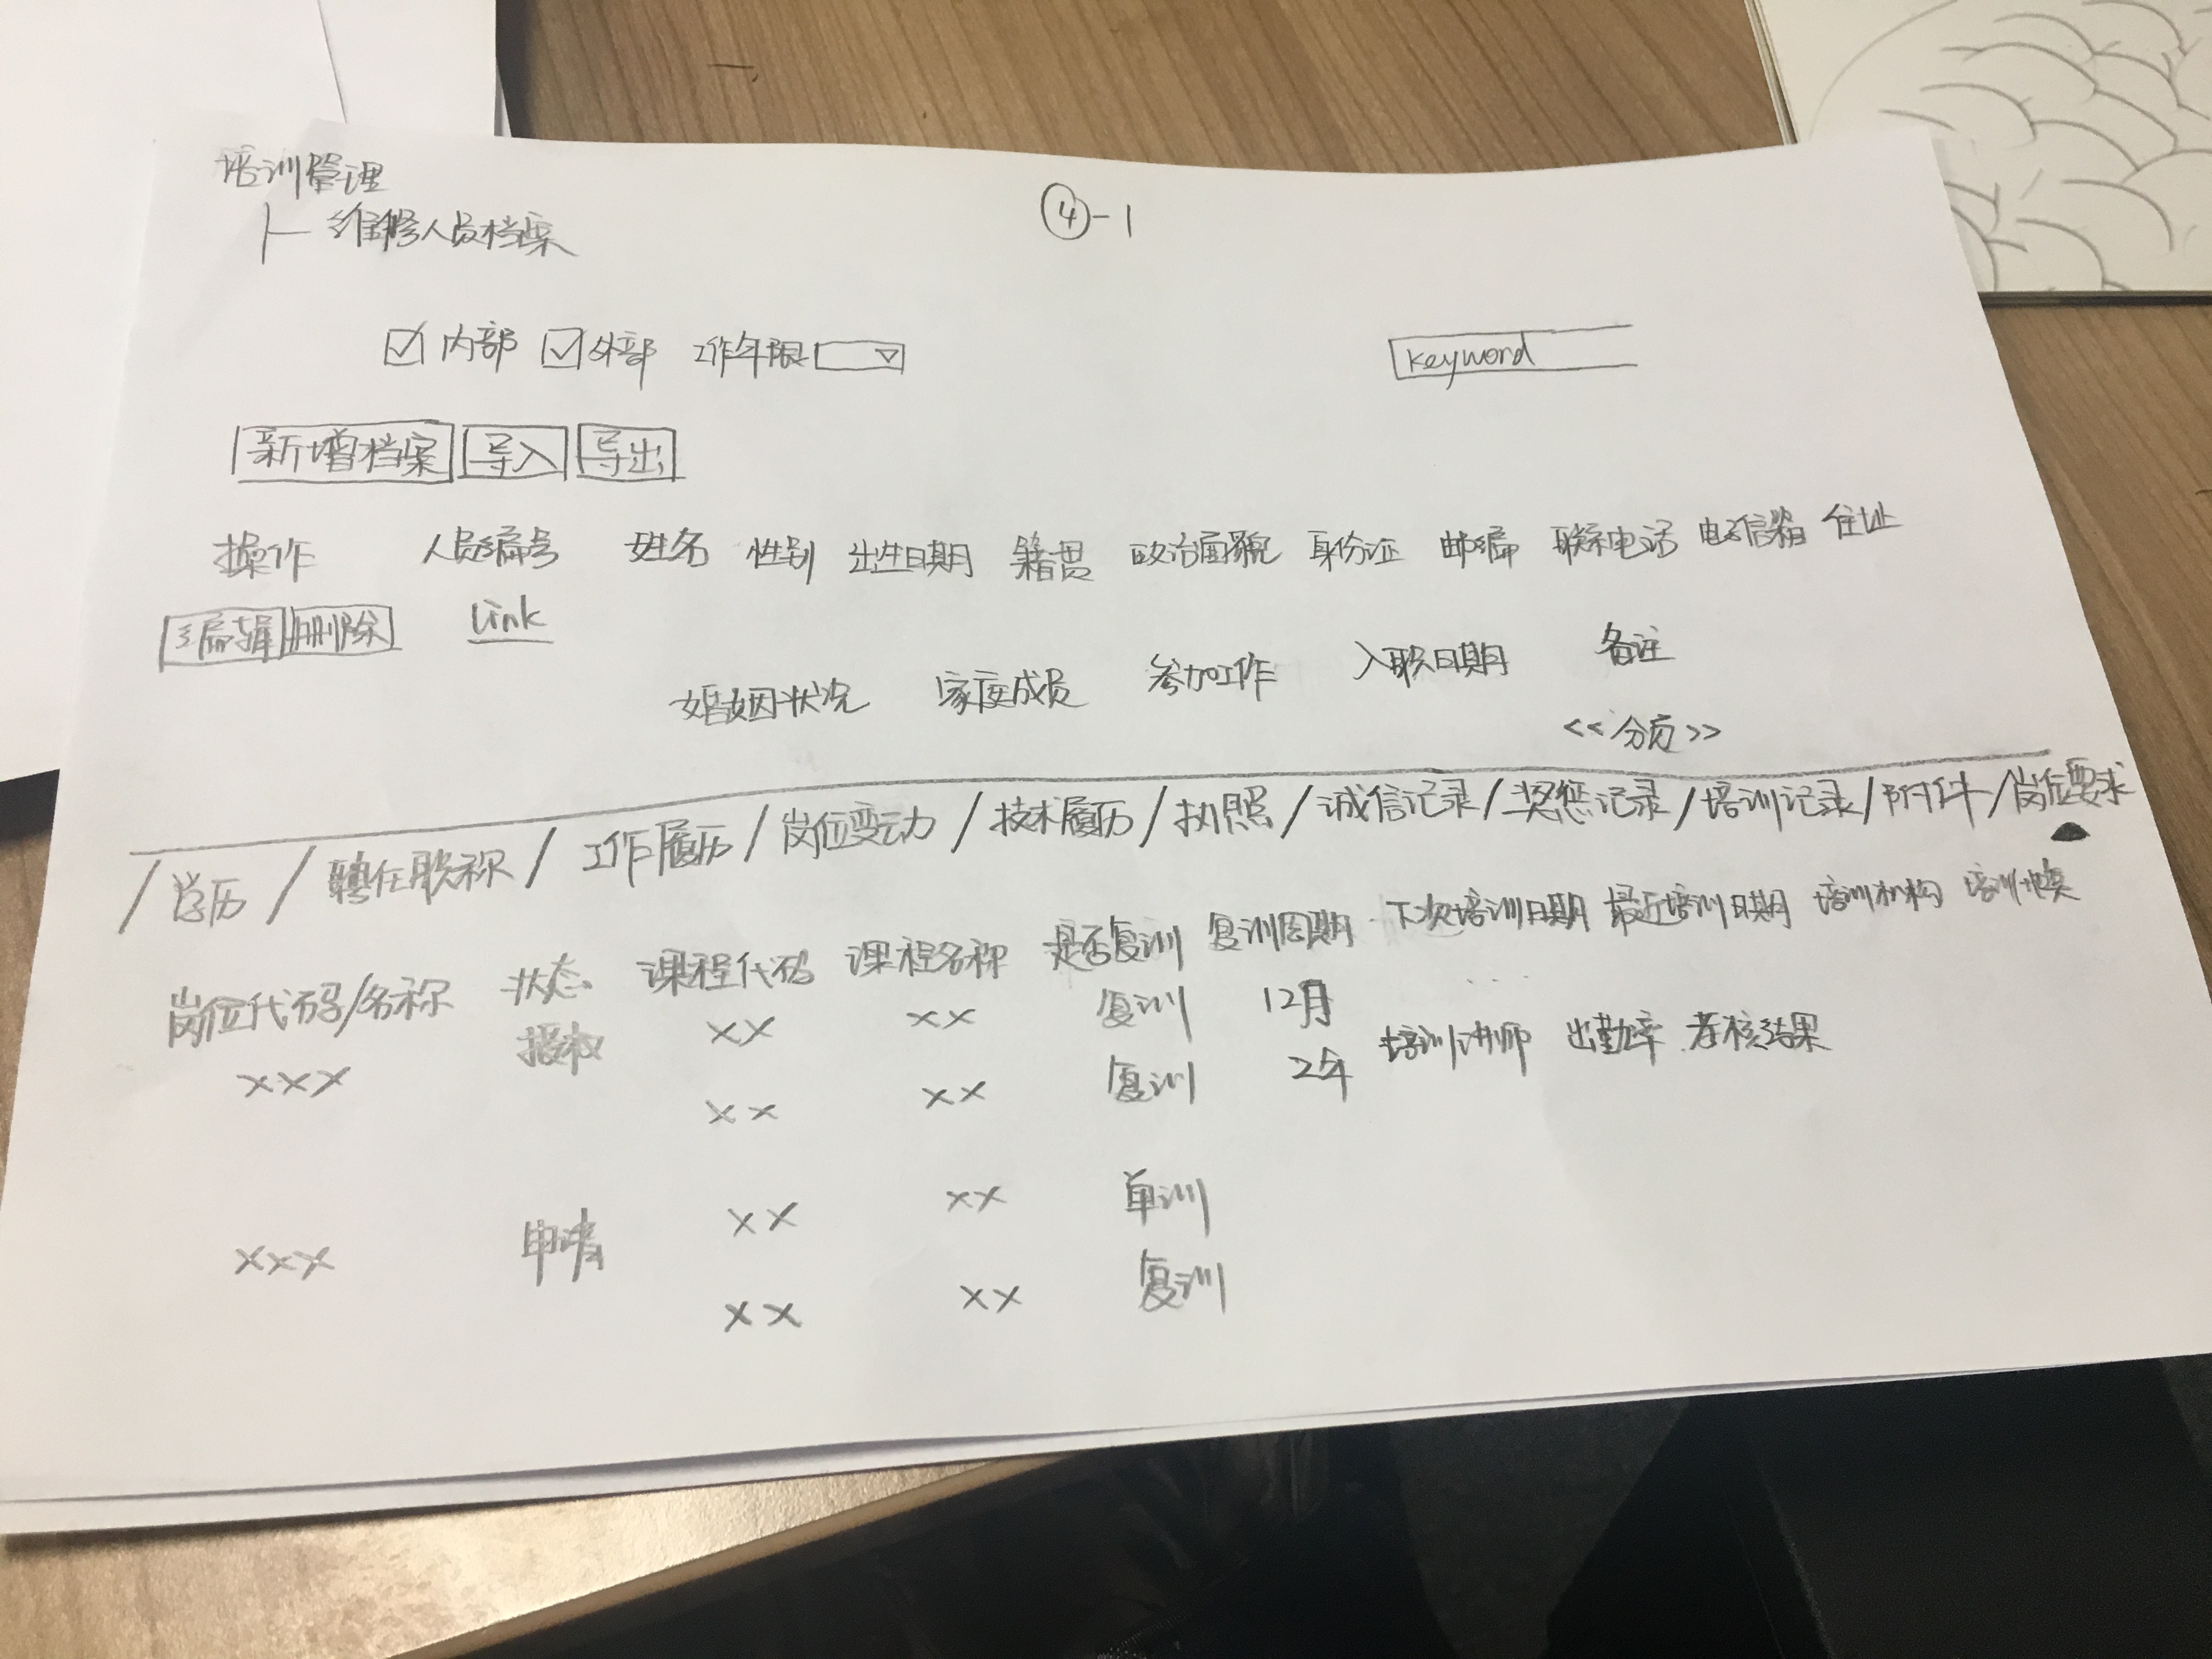 培训管理
├ 维修人员档案
④-1
☑ 内部 ☑ 外部 工作年限 ▽
keyword
新增档案 导入 导出
操作 人员编号 姓名 性别 出生日期 籍贯 政治面貌 身份证 邮编 联系电话 电子信箱 住址
编辑 删除 Link
婚姻状况 家庭成员 参加工作 入职日期 备注
<< 分页 >>
/ 学历 / 聘任职称 / 工作履历 / 岗位变动 / 技术履历 / 执照 / 诚信记录 / 奖惩记录 / 培训记录 / 附件 / 岗位要求
岗位代码/名称 状态 课程代码 课程名称 是否复训 复训周期 下次培训日期 最近培训日期 培训机构 培训
xxx 授权 xx xx 复训 12月 培训讲师 出勤率 考核结果
xx xx 复训 2年
xxx 申请 xx xx 单训
xx xx 复训